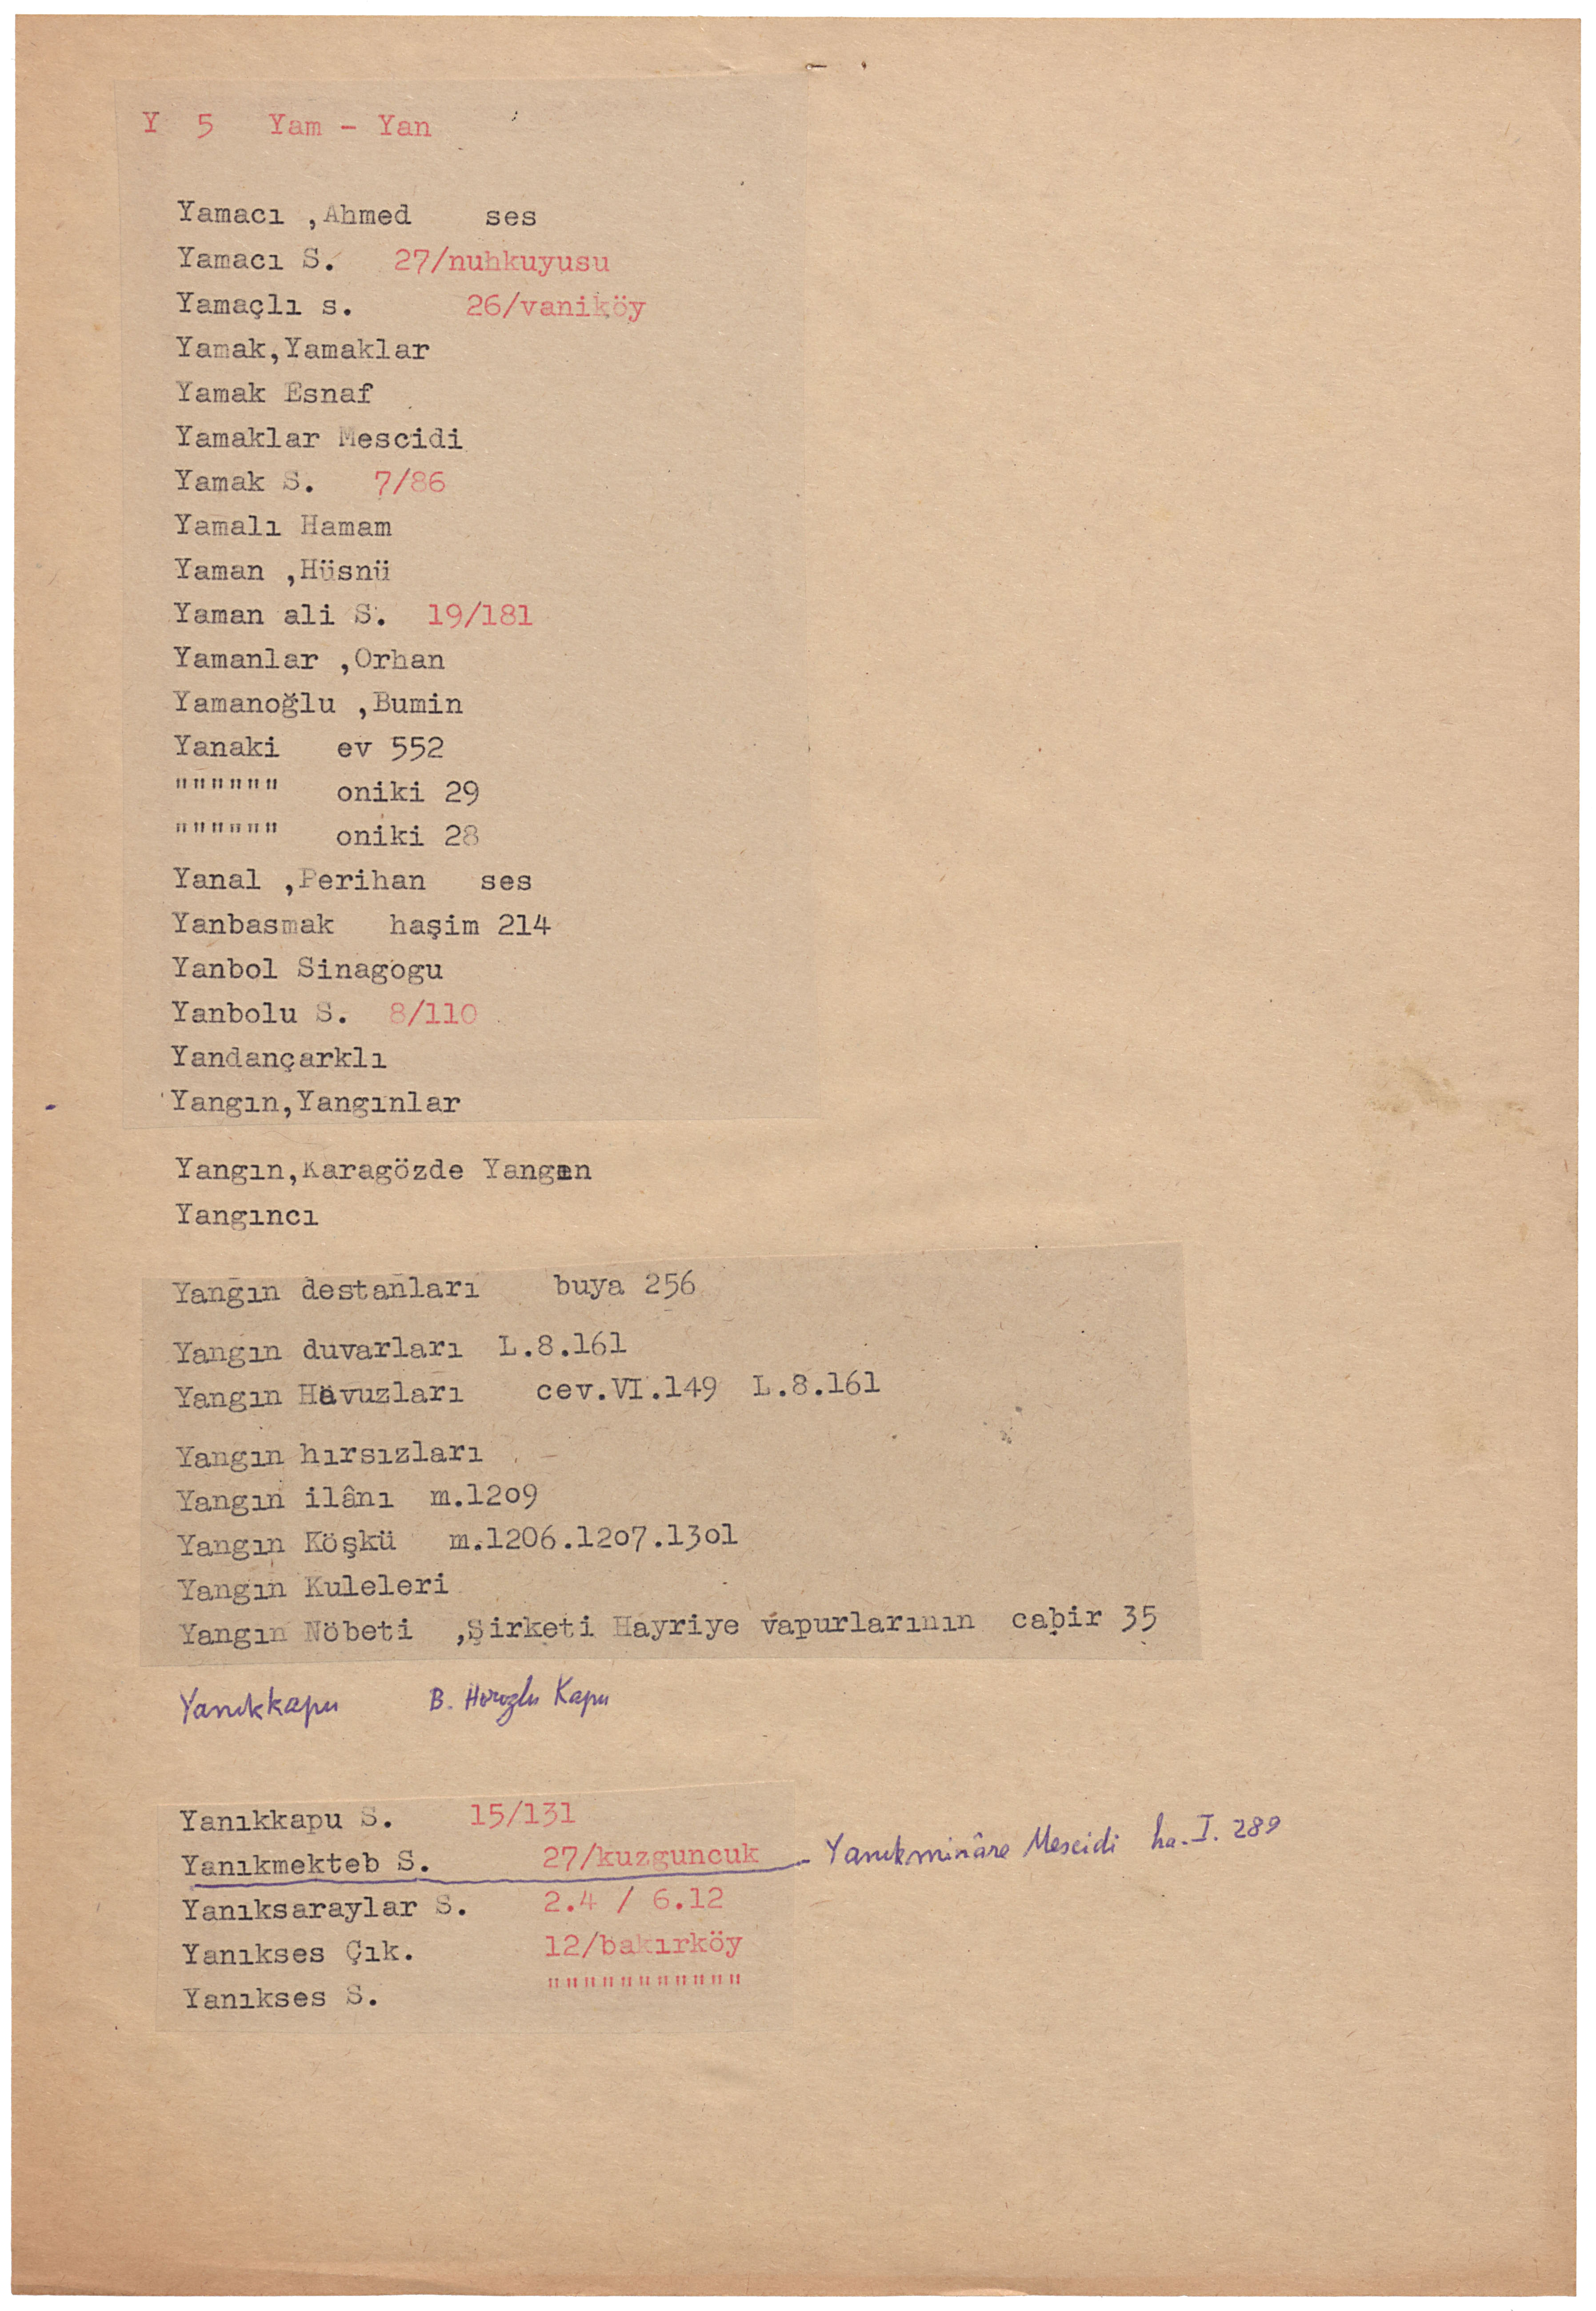 Y 5 Yam - Yan
Yamacı ,Ahmed ses
Yamacı S. 27/nuhkuyusu
Yamaçlı s. 26/vaniköy
Yamak,Yamaklar
Yamak Esnaf
Yamaklar Mescidi
Yamak S. 7/86
Yamalı Hamam
Yaman ,Hüsnü
Yaman ali S. 19/181
Yamanlar ,Orhan
Yamanoğlu ,Bumin
Yanaki ev 552
"""""" oniki 29
"""""" oniki 28
Yanal ,Perihan ses
Yanbasmak haşim 214
Yanbol Sinagogu
Yanbolu S. 8/110
Yandançarklı
Yangın,Yangınlar
Yangın,Karagözde Yangın
Yangıncı
Yangın destanları buya 256
Yangın duvarları L.8.161
Yangın Havuzları cev.VI.149 L.8.161
Yangın hırsızları
Yangın ilânı m.12o9
Yangın Köşkü m.1206.12o7.13o1
Yangın Kuleleri
Yangın Nöbeti ,Şirketi Hayriye vapurlarının cabir 35
Yanıkkapu B. Horozlu Kapu
Yanıkkapu S. 15/131
Yanıkmekteb S. 27/kuzguncuk
Yanıkminâre Mescidi ha. I. 289
Yanıksaraylar S. 2.4 / 6.12
Yanıkses Çık. 12/bakırköy
Yanıkses S. """""""""""